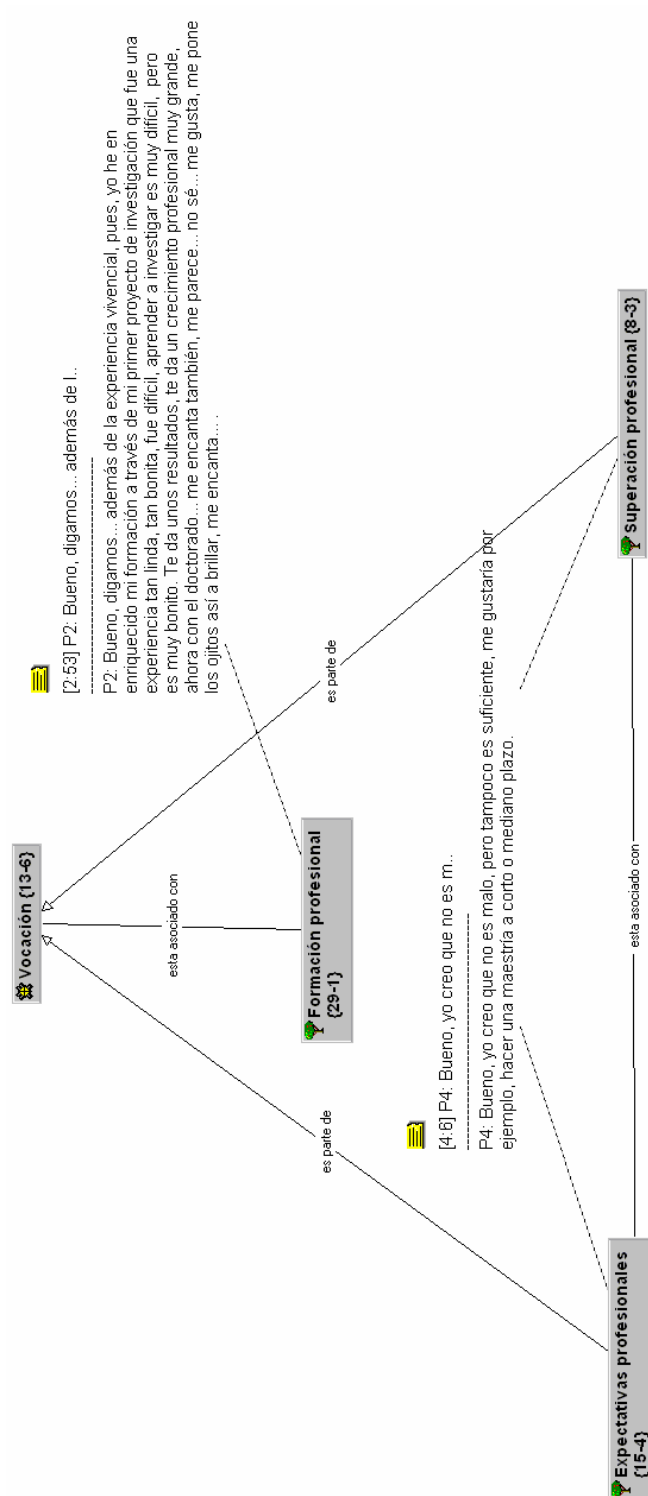 Vocación {13-6}
[2:53] P2: Bueno, digamos... además de l..
P2: Bueno, digamos... además de la experiencia vivencial, pues, yo he en
enriquecido mi formación a través de mi primer proyecto de investigación que fue una
experiencia tan linda, tan bonita, fue difícil, aprender a investigar es muy difícil, pero
es muy bonito. Te da unos resultados, te da un crecimiento profesional muy grande,
ahora con el doctorado... me encanta también, me parece... no sé... me gusta, me pone
los ojitos así a brillar, me encanta....
esta asociado con
es parte de
es parte de
Formación profesional
{29-1}
[4:6] P4: Bueno, yo creo que no es m..
P4: Bueno, yo creo que no es malo, pero tampoco es suficiente, me gustaría por
ejemplo, hacer una maestría a corto o mediano plazo.
Expectativas profesionales
{15-4}
esta asociado con
Superación profesional {8-3}